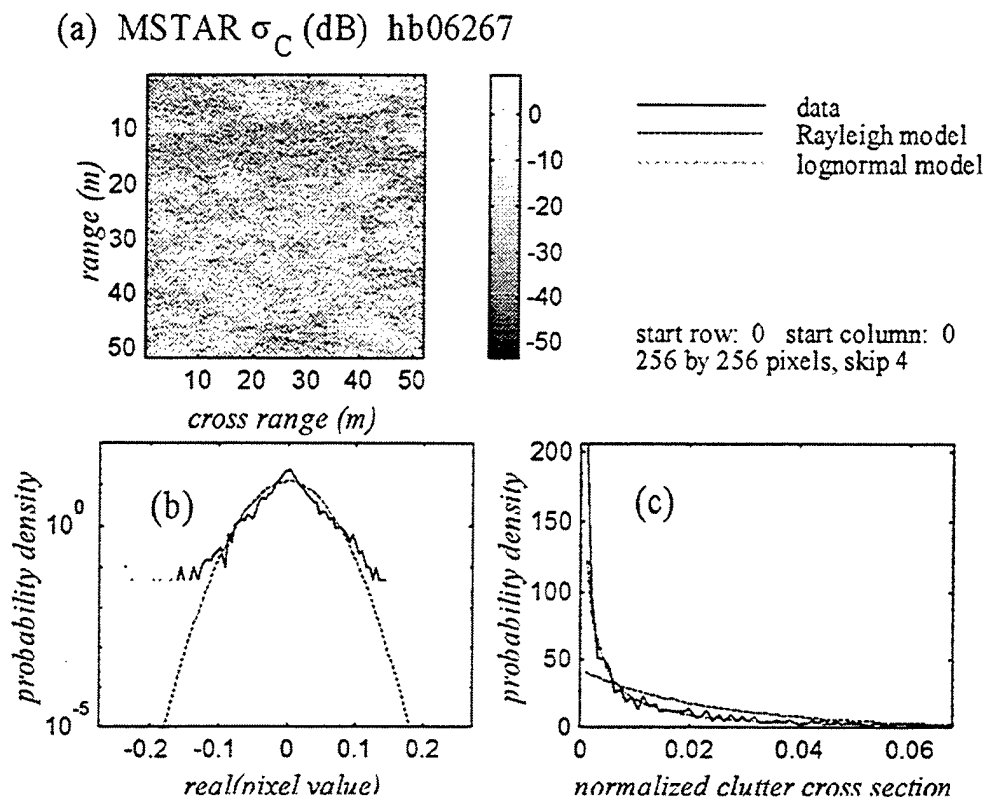 (a) MSTAR σC (dB) hb06267
10
20
30
40
50
range (m)
10 20 30 40 50
cross range (m)
0
-10
-20
-30
-40
-50
data
Rayleigh model
lognormal model
start row: 0 start column: 0
256 by 256 pixels, skip 4
(b)
probability density
10^0
10^-5
-0.2 -0.1 0 0.1 0.2
real(pixel value)
(c)
probability density
200
150
100
50
0
0 0.02 0.04 0.06
normalized clutter cross section